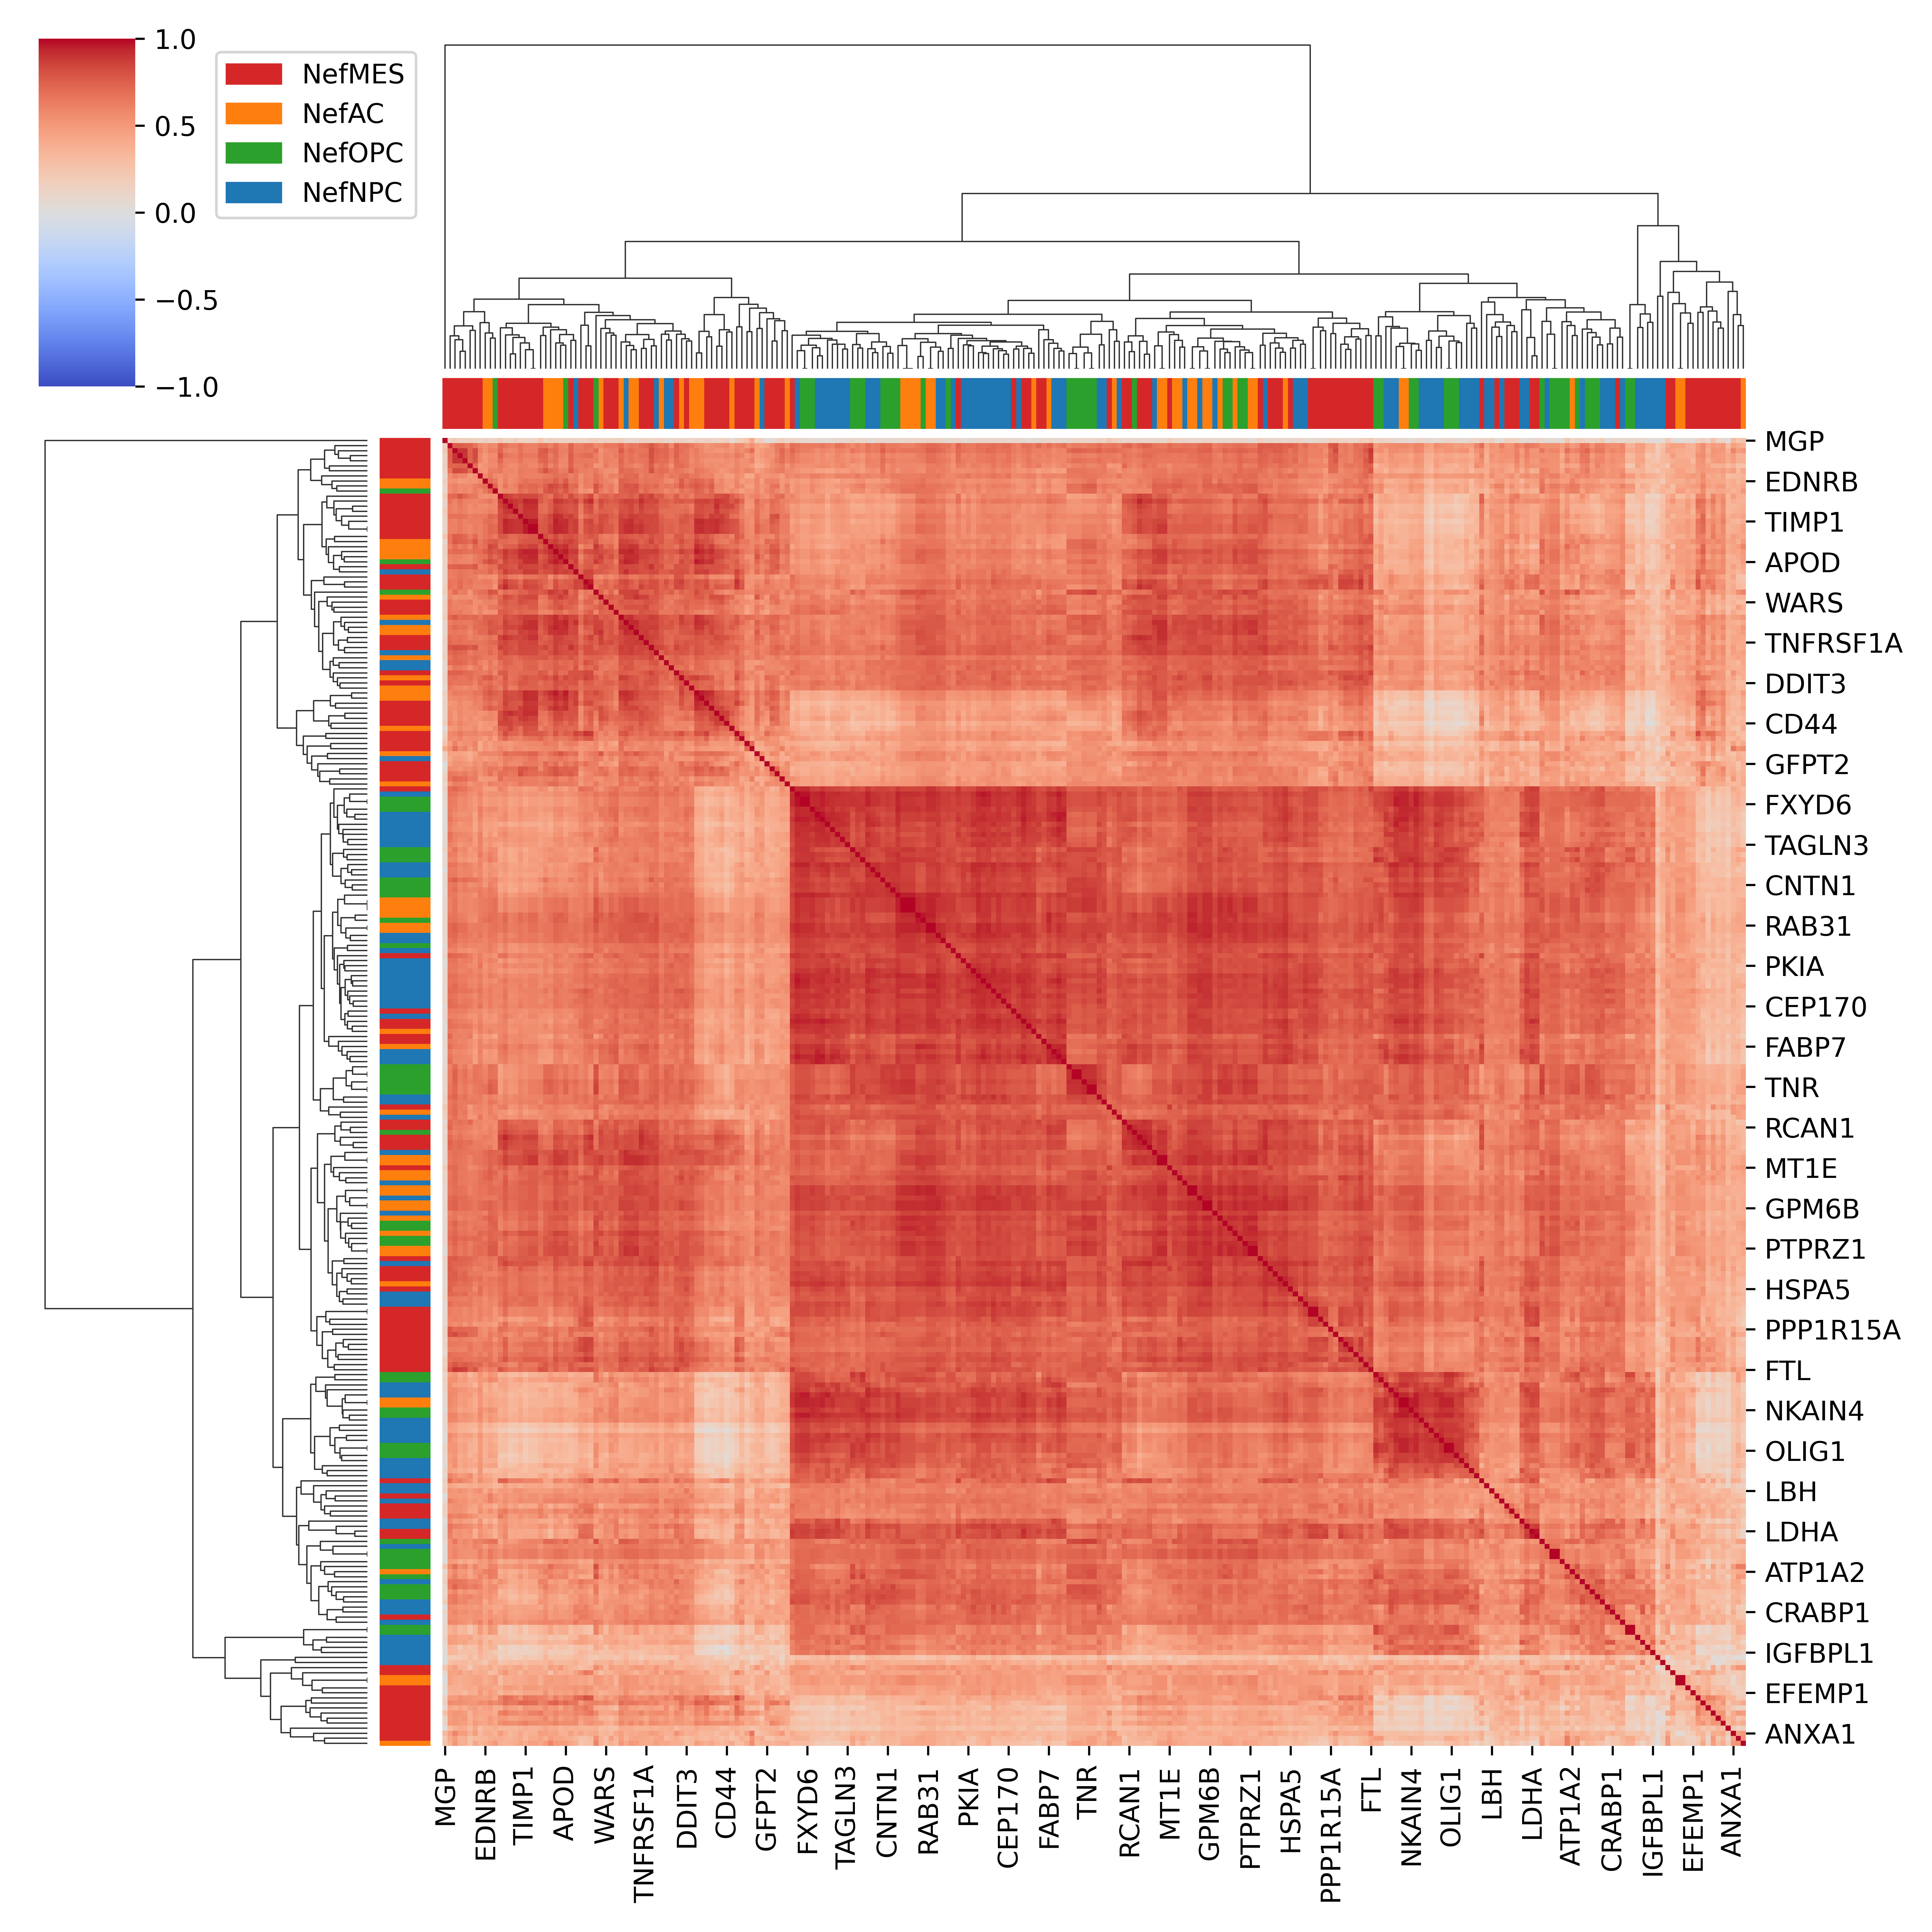 1.0
0.5
0.0
−0.5
−1.0
NefMES
NefAC
NefOPC
NefNPC
MGP
EDNRB
TIMP1
APOD
WARS
TNFRSF1A
DDIT3
CD44
GFPT2
FXYD6
TAGLN3
CNTN1
RAB31
PKIA
CEP170
FABP7
TNR
RCAN1
MT1E
GPM6B
PTPRZ1
HSPA5
PPP1R15A
FTL
NKAIN4
OLIG1
LBH
LDHA
ATP1A2
CRABP1
IGFBPL1
EFEMP1
ANXA1
MGP
EDNRB
TIMP1
APOD
WARS
TNFRSF1A
DDIT3
CD44
GFPT2
FXYD6
TAGLN3
CNTN1
RAB31
PKIA
CEP170
FABP7
TNR
RCAN1
MT1E
GPM6B
PTPRZ1
HSPA5
PPP1R15A
FTL
NKAIN4
OLIG1
LBH
LDHA
ATP1A2
CRABP1
IGFBPL1
EFEMP1
ANXA1